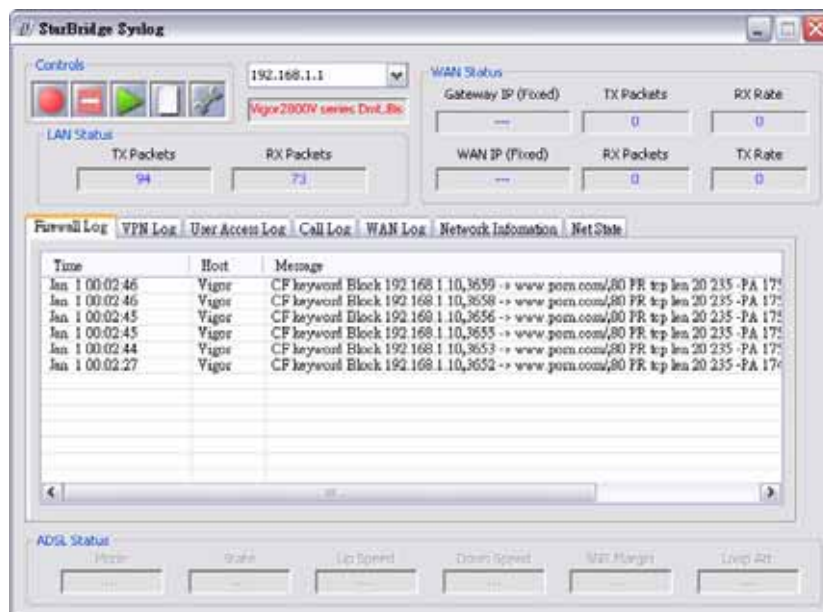 StarBridge Syslog
Controls
192.168.1.1
Vigor2800V series Dmt.Bis
LAN Status
TX Packets RX Packets
94 73
WAN Status
Gateway IP (Fixed) TX Packets RX Rate
--- 0 0
WAN IP (Fixed) RX Packets TX Rate
--- 0 0
Firewall Log VPN Log User Access Log Call Log WAN Log Network Infomation Net State
Time Host Message
Jan 1 00:02:46 Vigor CF keyword Block 192.168.1.10,3659 -> www.porn.com/,80 PR tcp len 20 235 -PA 175
Jan 1 00:02:46 Vigor CF keyword Block 192.168.1.10,3658 -> www.porn.com/,80 PR tcp len 20 235 -PA 175
Jan 1 00:02:45 Vigor CF keyword Block 192.168.1.10,3656 -> www.porn.com/,80 PR tcp len 20 235 -PA 175
Jan 1 00:02:45 Vigor CF keyword Block 192.168.1.10,3655 -> www.porn.com/,80 PR tcp len 20 235 -PA 175
Jan 1 00:02:44 Vigor CF keyword Block 192.168.1.10,3653 -> www.porn.com/,80 PR tcp len 20 235 -PA 175
Jan 1 00:02:27 Vigor CF keyword Block 192.168.1.10,3652 -> www.porn.com/,80 PR tcp len 20 235 -PA 174
ADSL Status
Mode State Up Speed Down Speed SNR Margin Loop Att
--- --- --- --- --- ---